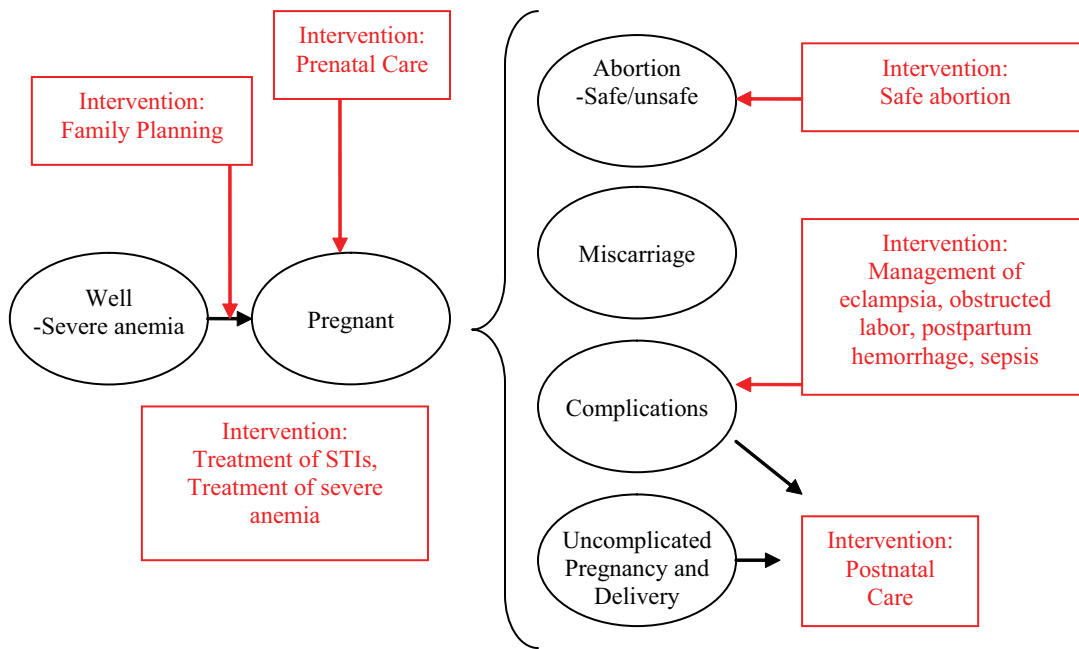 Intervention:
Prenatal Care
Intervention:
Family Planning
Well
-Severe anemia
Pregnant
Intervention:
Treatment of STIs,
Treatment of severe
anemia
Abortion
-Safe/unsafe
Intervention:
Safe abortion
Miscarriage
Intervention:
Management of
eclampsia, obstructed
labor, postpartum
hemorrhage, sepsis
Complications
Uncomplicated
Pregnancy and
Delivery
Intervention:
Postnatal
Care